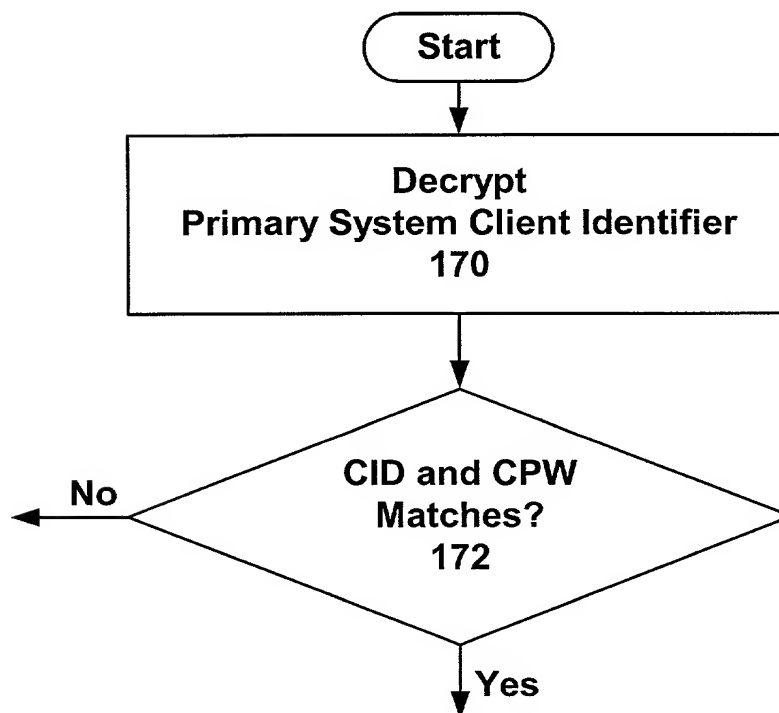 Start
Decrypt
Primary System Client Identifier
170
CID and CPW
Matches?
172
No
Yes